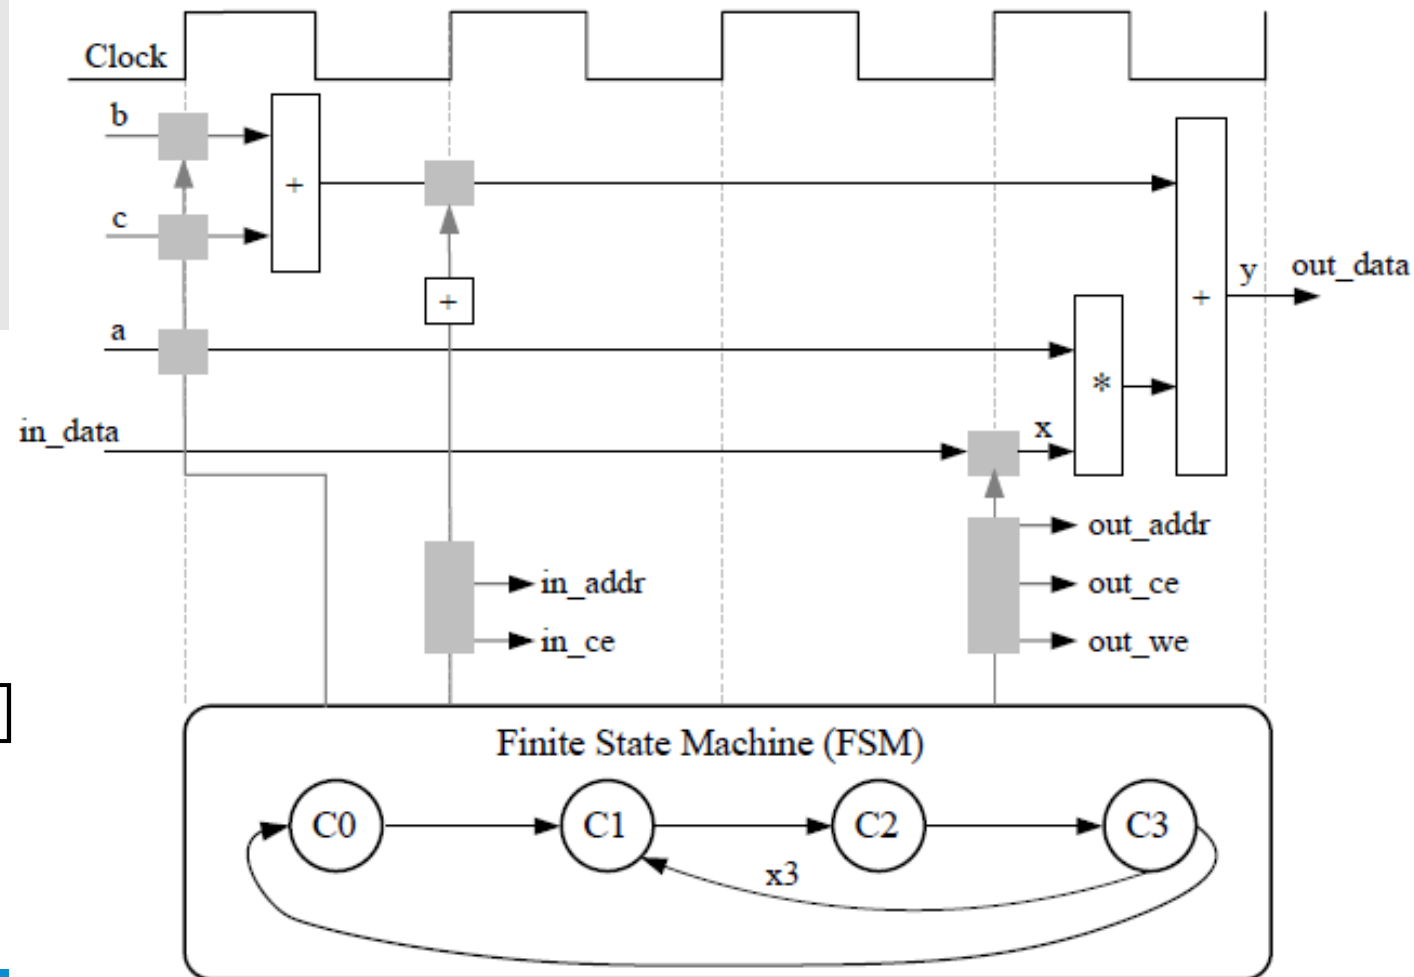 Clock
b
+
c
+
a
y
out_data
+
*
in_data
x
out_addr
in_addr
out_ce
in_ce
out_we
Finite State Machine (FSM)
C0
C1
C2
C3
x3